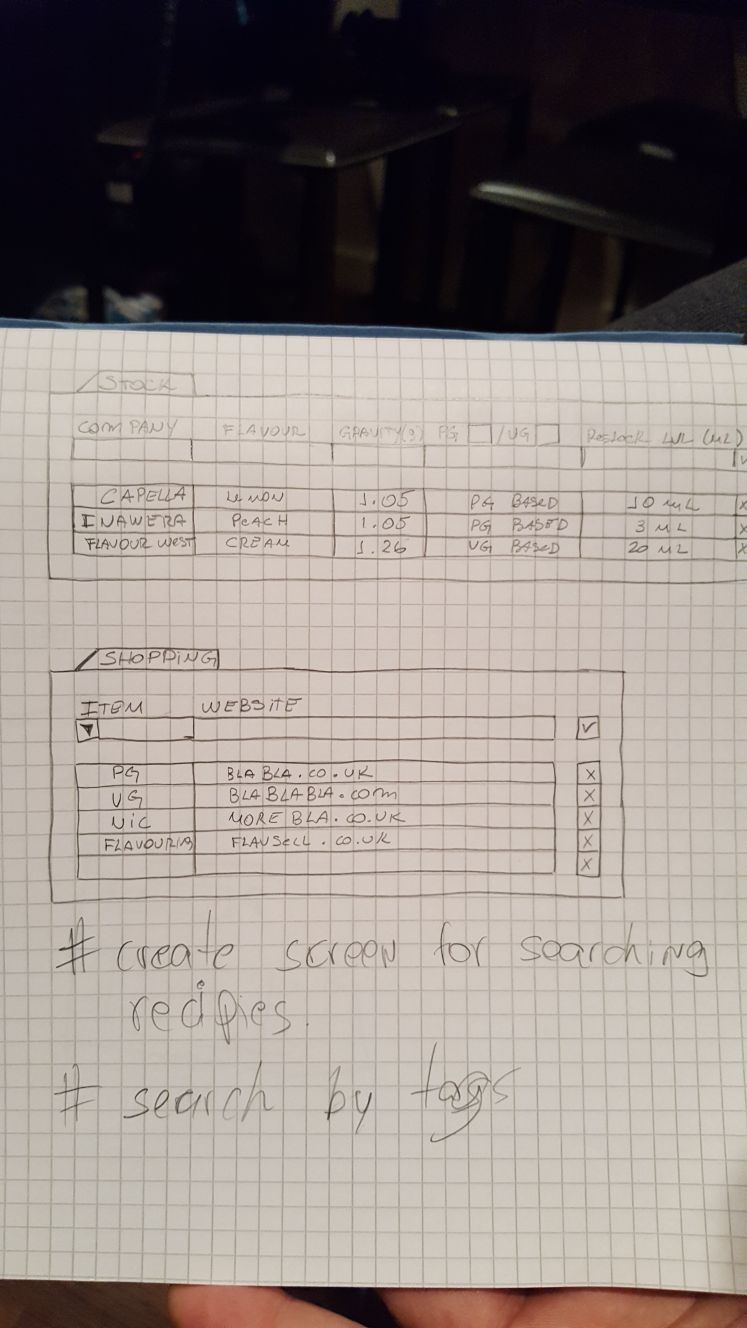 STOCK
COMPANY FLAVOUR GRAVITY(g) PG / VG RESTOCK LVL (ML)
CAPELLA LEMON 1.05 PG BASED 10 ML X
INAWERA PEACH 1.05 PG BASED 3 ML X
FLAVOUR WEST CREAM 1.26 VG BASED 20 ML X
SHOPPING
ITEM WEBSITE
PG BLABLA.CO.UK X
VG BLABLABLA.COM X
NIC MOREBLA.CO.UK X
FLAVOURING FLAVSELL.CO.UK X
X
# create screen for searching
recipies.
# search by tags